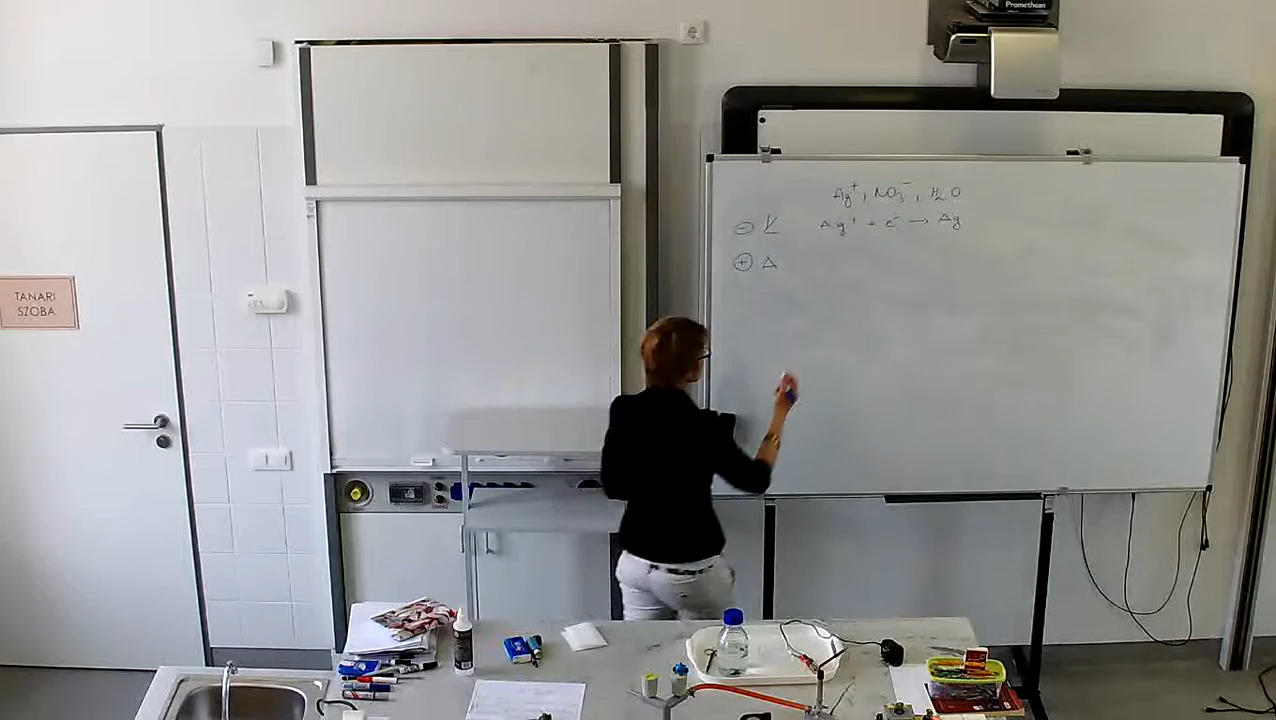 Promethean
Ag⁺, NO₃⁻, H₂O
⊖ K Ag⁺ + e⁻ → Ag
⊕ A
TANARI
SZOBA